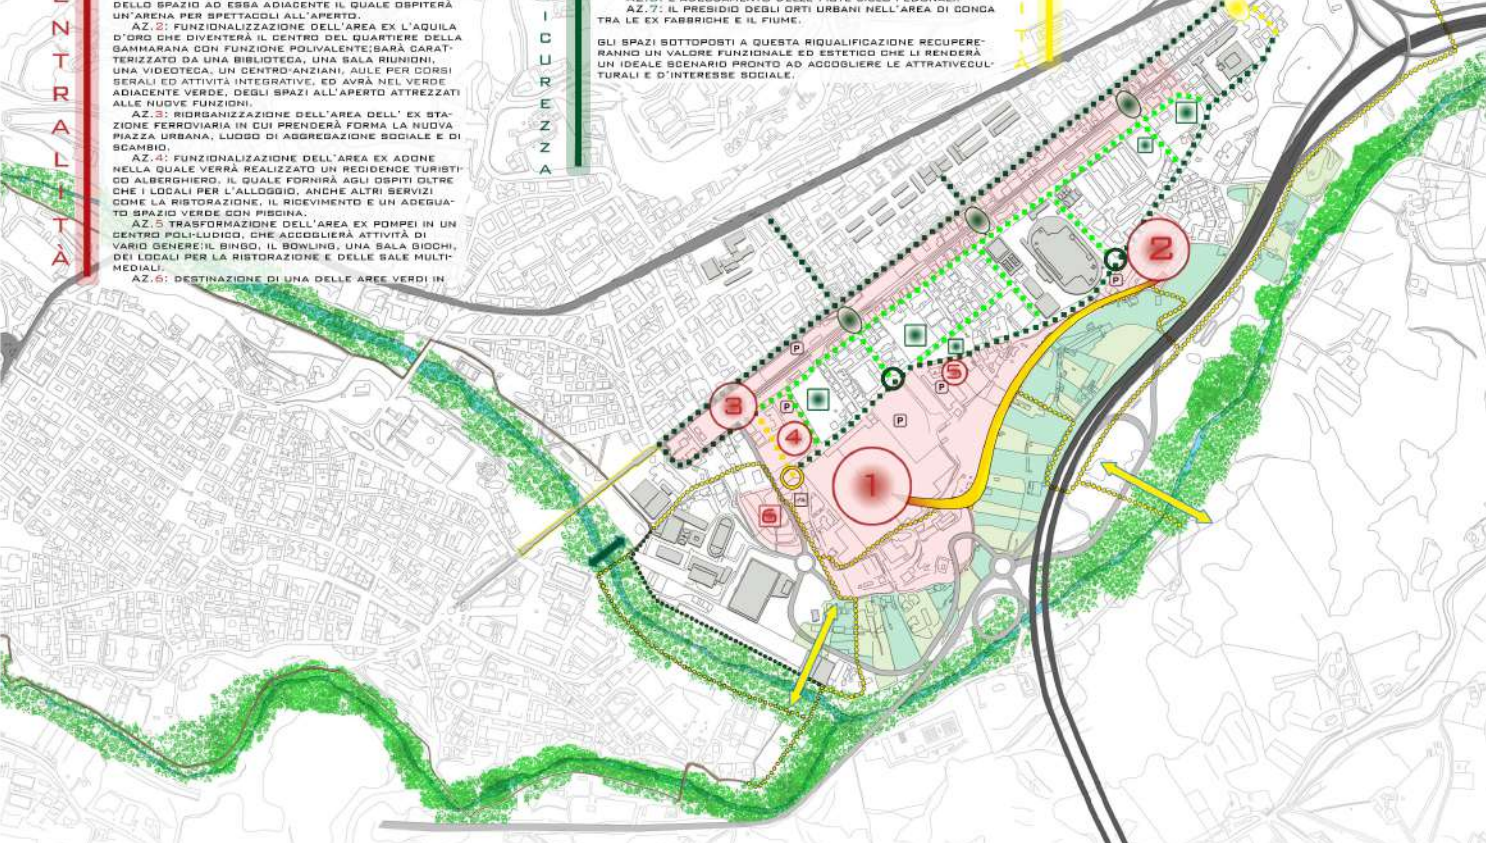 DELLO SPAZIO AD ESSA ADIACENTE IL QUALE OSPITERÀ
UN'ARENA PER SPETTACOLI ALL'APERTO.
AZ.2: FUNZIONALIZZAZIONE DELL'AREA EX L'AQUILA
D'ORO CHE DIVENTERÀ IL CENTRO DEL QUARTIERE DELLA
GAMMARANA CON FUNZIONE POLIVALENTE;SARÀ CARAT-
TERIZZATO DA UNA BIBLIOTECA, UNA SALA RIUNIONI,
UNA VIDEOTECA, UN CENTRO-ANZIANI, AULE PER CORSI
SERALI ED ATTIVITÀ INTEGRATIVE, ED AVRÀ NEL VERDE
ADIACENTE VERDE, DEGLI SPAZI ALL'APERTO ATTREZZATI
ALLE NUOVE FUNZIONI.
AZ.3: RIORGANIZZAZIONE DELL'AREA DELL' EX STA-
ZIONE FERROVIARIA IN CUI PRENDERÀ FORMA LA NUOVA
PIAZZA URBANA, LUOGO DI AGGREGAZIONE SOCIALE E DI
SCAMBIO.
AZ.4: FUNZIONALIZZAZIONE DELL'AREA EX ADONE
NELLA QUALE VERRÀ REALIZZATO UN RECIDENCE TURISTI-
CO ALBERGHIERO, IL QUALE FORNIRÀ AGLI OSPITI OLTRE
CHE I LOCALI PER L'ALLOGGIO, ANCHE ALTRI SERVIZI
COME LA RISTORAZIONE, IL RICEVIMENTO E UN ADEGUA-
TO SPAZIO VERDE CON PISCINA.
AZ.5 TRASFORMAZIONE DELL'AREA EX POMPEI IN UN
CENTRO POLI-LUDICO, CHE ACCOGLIERÀ ATTIVITÀ DI
VARIO GENERE:IL BINGO, IL BOWLING, UNA SALA GIOCHI,
DEI LOCALI PER LA RISTORAZIONE E DELLE SALE MULTI-
MEDIALI.
AZ.6: DESTINAZIONE DI UNA DELLE AREE VERDI IN
NTRALITÀ
ICUREZZA
AZ.7: IL PRESIDIO DEGLI ORTI URBANI NELL'AREA DI CONCA
TRA LE EX FABBRICHE E IL FIUME.
GLI SPAZI SOTTOPOSTI A QUESTA RIQUALIFICAZIONE RECUPERE-
RANNO UN VALORE FUNZIONALE ED ESTETICO CHE LI RENDERÀ
UN IDEALE SCENARIO PRONTO AD ACCOGLIERE LE ATTRATIVECUL-
TURALI E D'INTERESSE SOCIALE.
TÀ
2
P
P
5
P
3
P
4
P
1
6